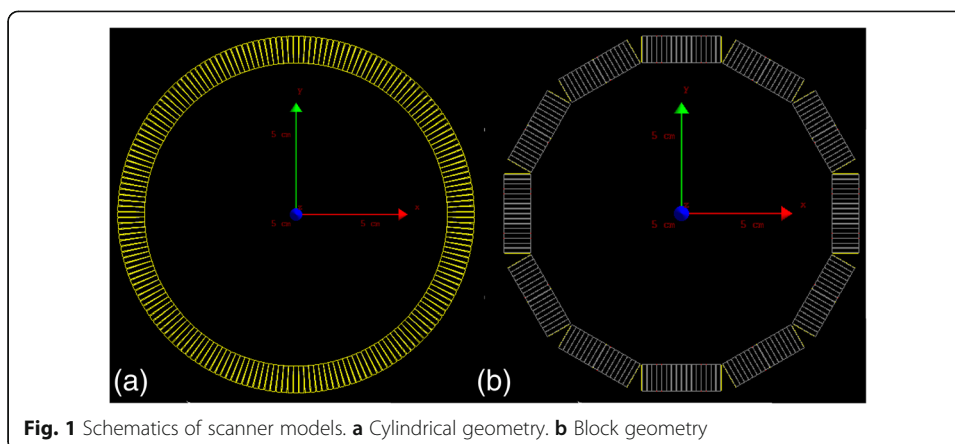 Y
5 cm
X
5 cm
5 cm
(a)
Y
5 cm
X
5 cm
5 cm
(b)
Fig. 1 Schematics of scanner models. a Cylindrical geometry. b Block geometry